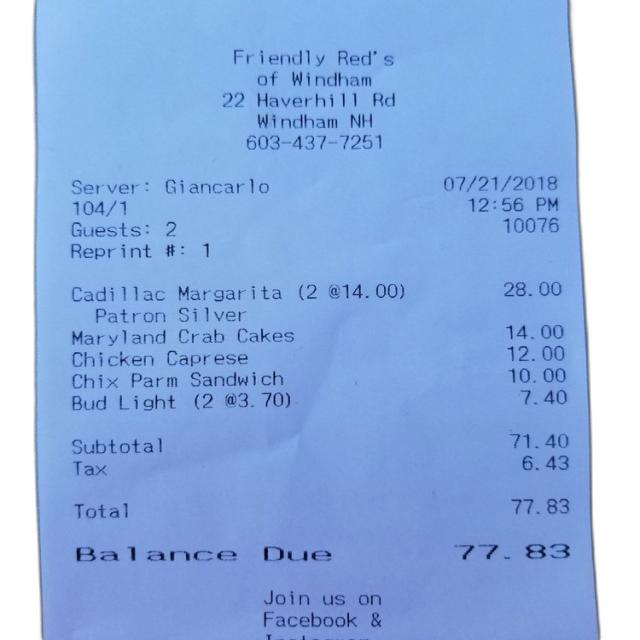 Friendly Red's
of Windham
22 Haverhill Rd
Windham NH
603-437-7251
Server: Giancarlo 07/21/2018
104/1 12:56 PM
Guests: 2 10076
Reprint #: 1
Cadillac Margarita (2 @14.00) 28.00
Patron Silver
Maryland Crab Cakes 14.00
Chicken Caprese 12.00
Chix Parm Sandwich 10.00
Bud Light (2 @3.70) 7.40
Subtotal 71.40
Tax 6.43
Total 77.83
Balance Due 77.83
Join us on
Facebook &